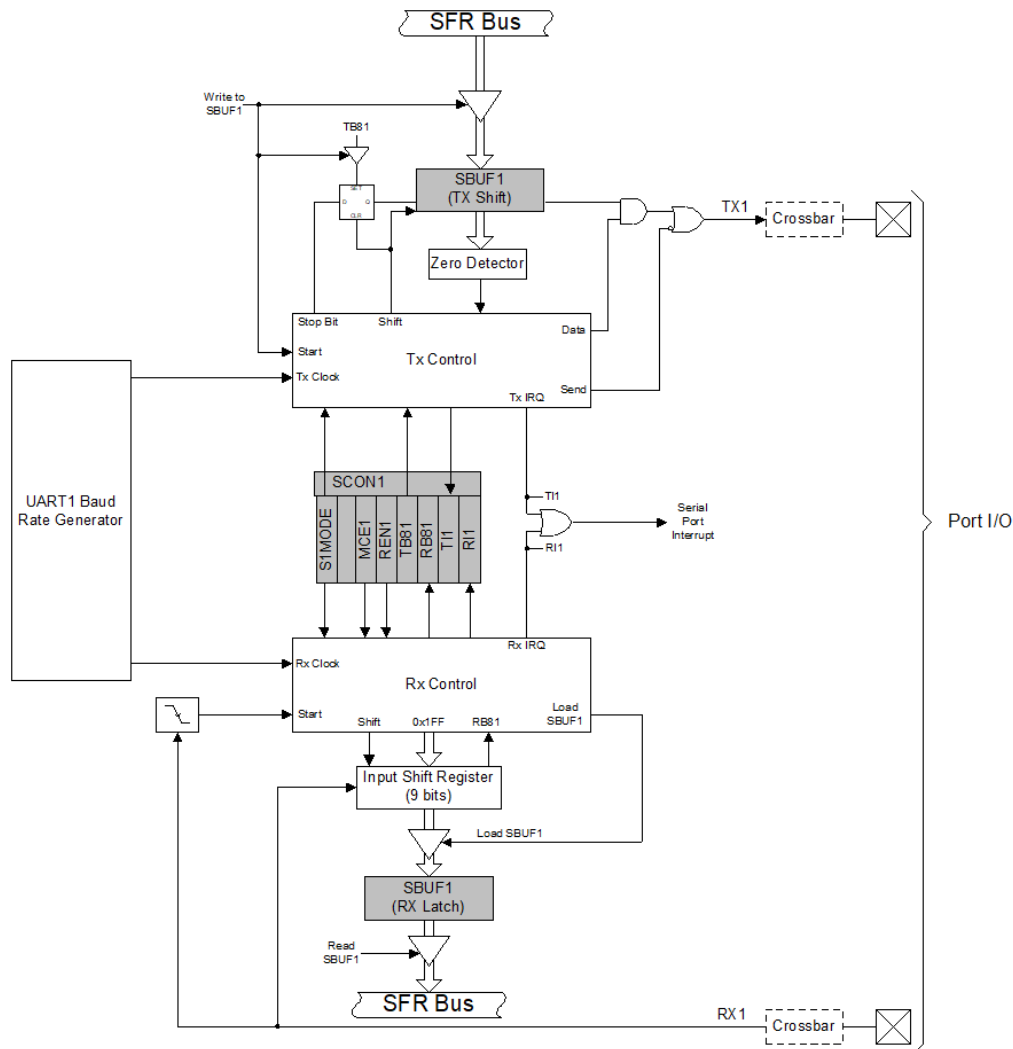 SFR Bus
Write to
SBUF1
TB81
SET
D Q
CLR
SBUF1
(TX Shift)
TX1
Crossbar
Zero Detector
Stop Bit
Shift
Data
Start
Tx Control
Tx Clock
Send
Tx IRQ
UART1 Baud
Rate Generator
SCON1
S1MODE
MCE1
REN1
TB81
RB81
TI1
RI1
TI1
RI1
Serial
Port
Interrupt
Port I/O
Rx IRQ
Rx Clock
Rx Control
Start
Shift
0x1FF
RB81
Load
SBUF1
Input Shift Register
(9 bits)
Load SBUF1
SBUF1
(RX Latch)
Read
SBUF1
SFR Bus
RX1
Crossbar